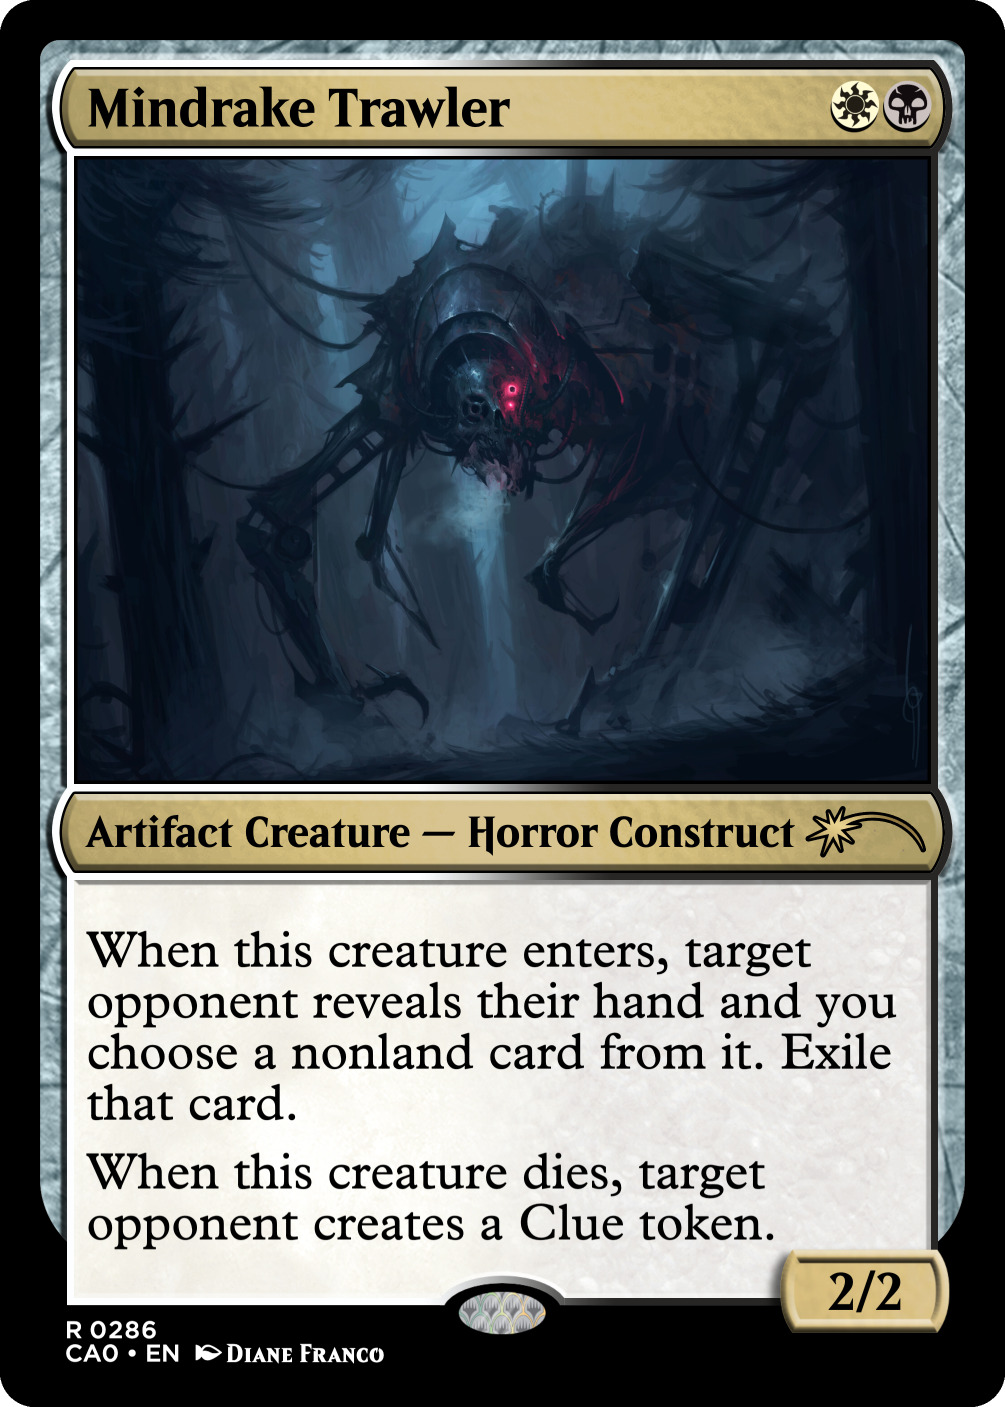 Mindrake Trawler
Artifact Creature — Horror Construct
When this creature enters, target
opponent reveals their hand and you
choose a nonland card from it. Exile
that card.
When this creature dies, target
opponent creates a Clue token.
2/2
R 0286
CAO • EN DIANE FRANCO